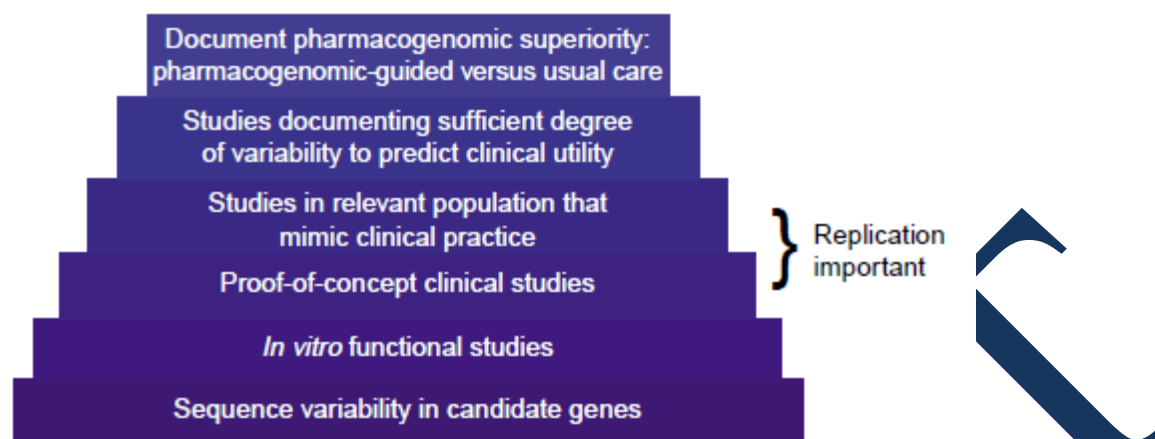 Document pharmacogenomic superiority:
pharmacogenomic-guided versus usual care
Studies documenting sufficient degree
of variability to predict clinical utility
Studies in relevant population that
mimic clinical practice
Proof-of-concept clinical studies
In vitro functional studies
Sequence variability in candidate genes
Replication
important